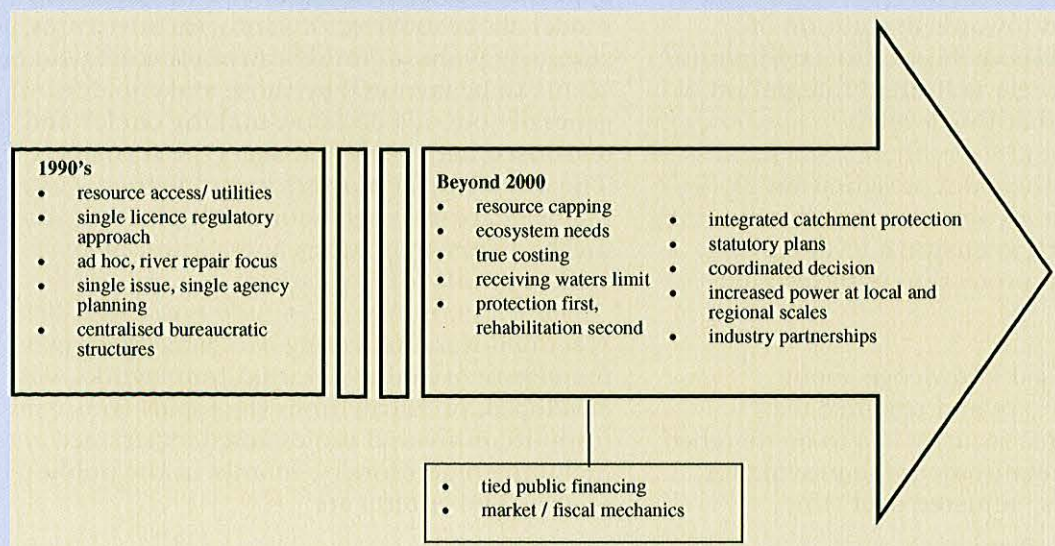 1990's
• resource access/ utilities
• single licence regulatory
approach
• ad hoc, river repair focus
• single issue, single agency
planning
• centralised bureaucratic
structures
Beyond 2000
• resource capping
• ecosystem needs
• true costing
• receiving waters limit
• protection first,
rehabilitation second
• integrated catchment protection
• statutory plans
• coordinated decision
• increased power at local and
regional scales
• industry partnerships
• tied public financing
• market / fiscal mechanics